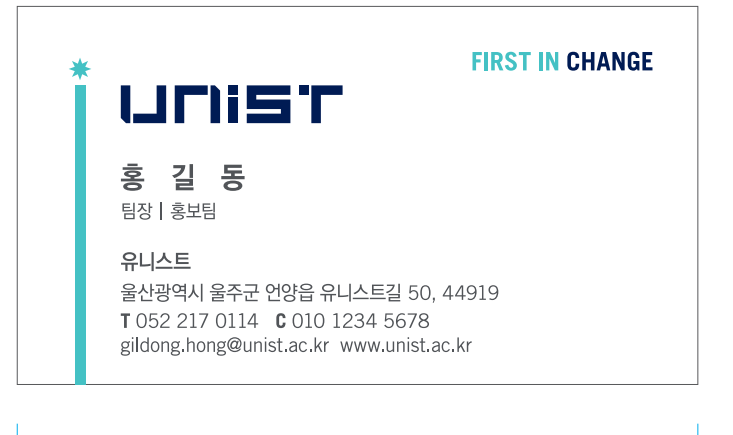 FIRST IN CHANGE
UNIST
홍 길 동
팀장 | 홍보팀
유니스트
울산광역시 울주군 언양읍 유니스트길 50, 44919
T 052 217 0114 C 010 1234 5678
gildong.hong@unist.ac.kr www.unist.ac.kr